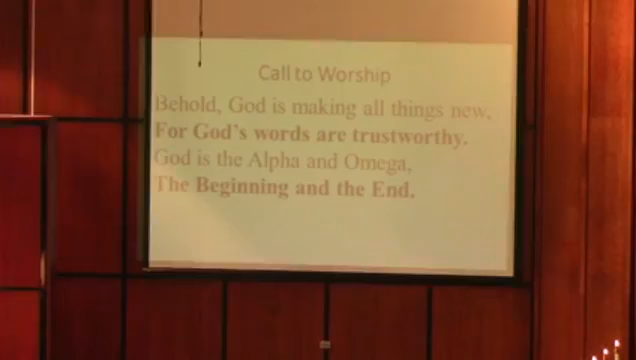 Call to Worship
Behold, God is making all things new,
For God's words are trustworthy.
God is the Alpha and Omega,
The Beginning and the End.